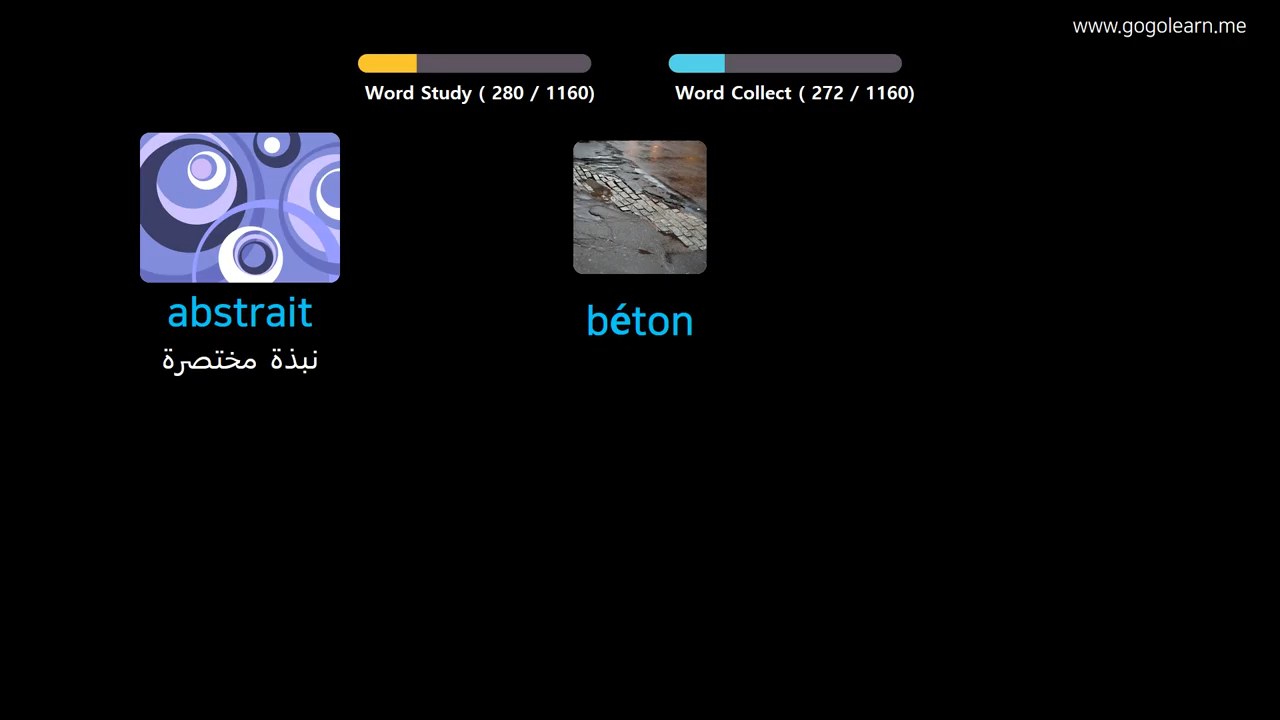 www.gogolearn.me
Word Study ( 280 / 1160)
Word Collect ( 272 / 1160)
abstrait
نبذة مختصرة
béton